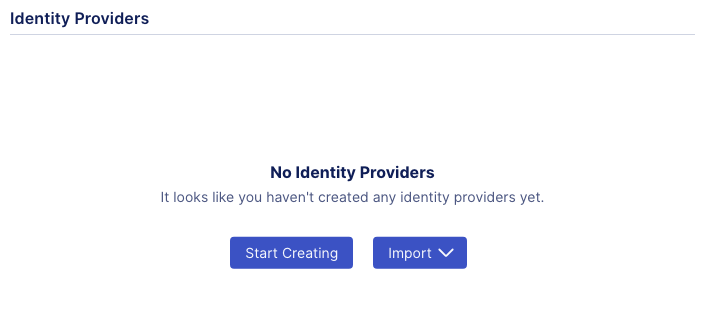 Identity Providers
No Identity Providers
It looks like you haven't created any identity providers yet.
Start Creating
Import